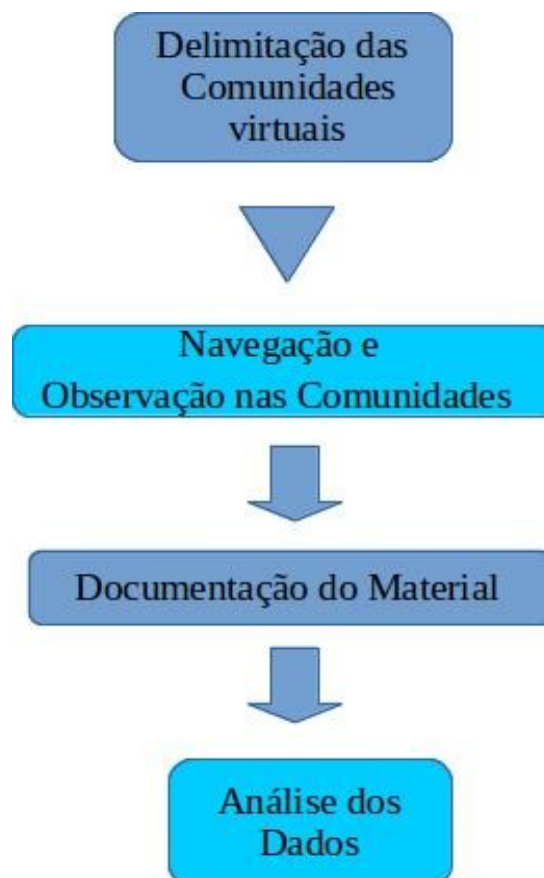 Delimitação das
Comunidades
virtuais
Navegação e
Observação nas Comunidades
Documentação do Material
Análise dos
Dados